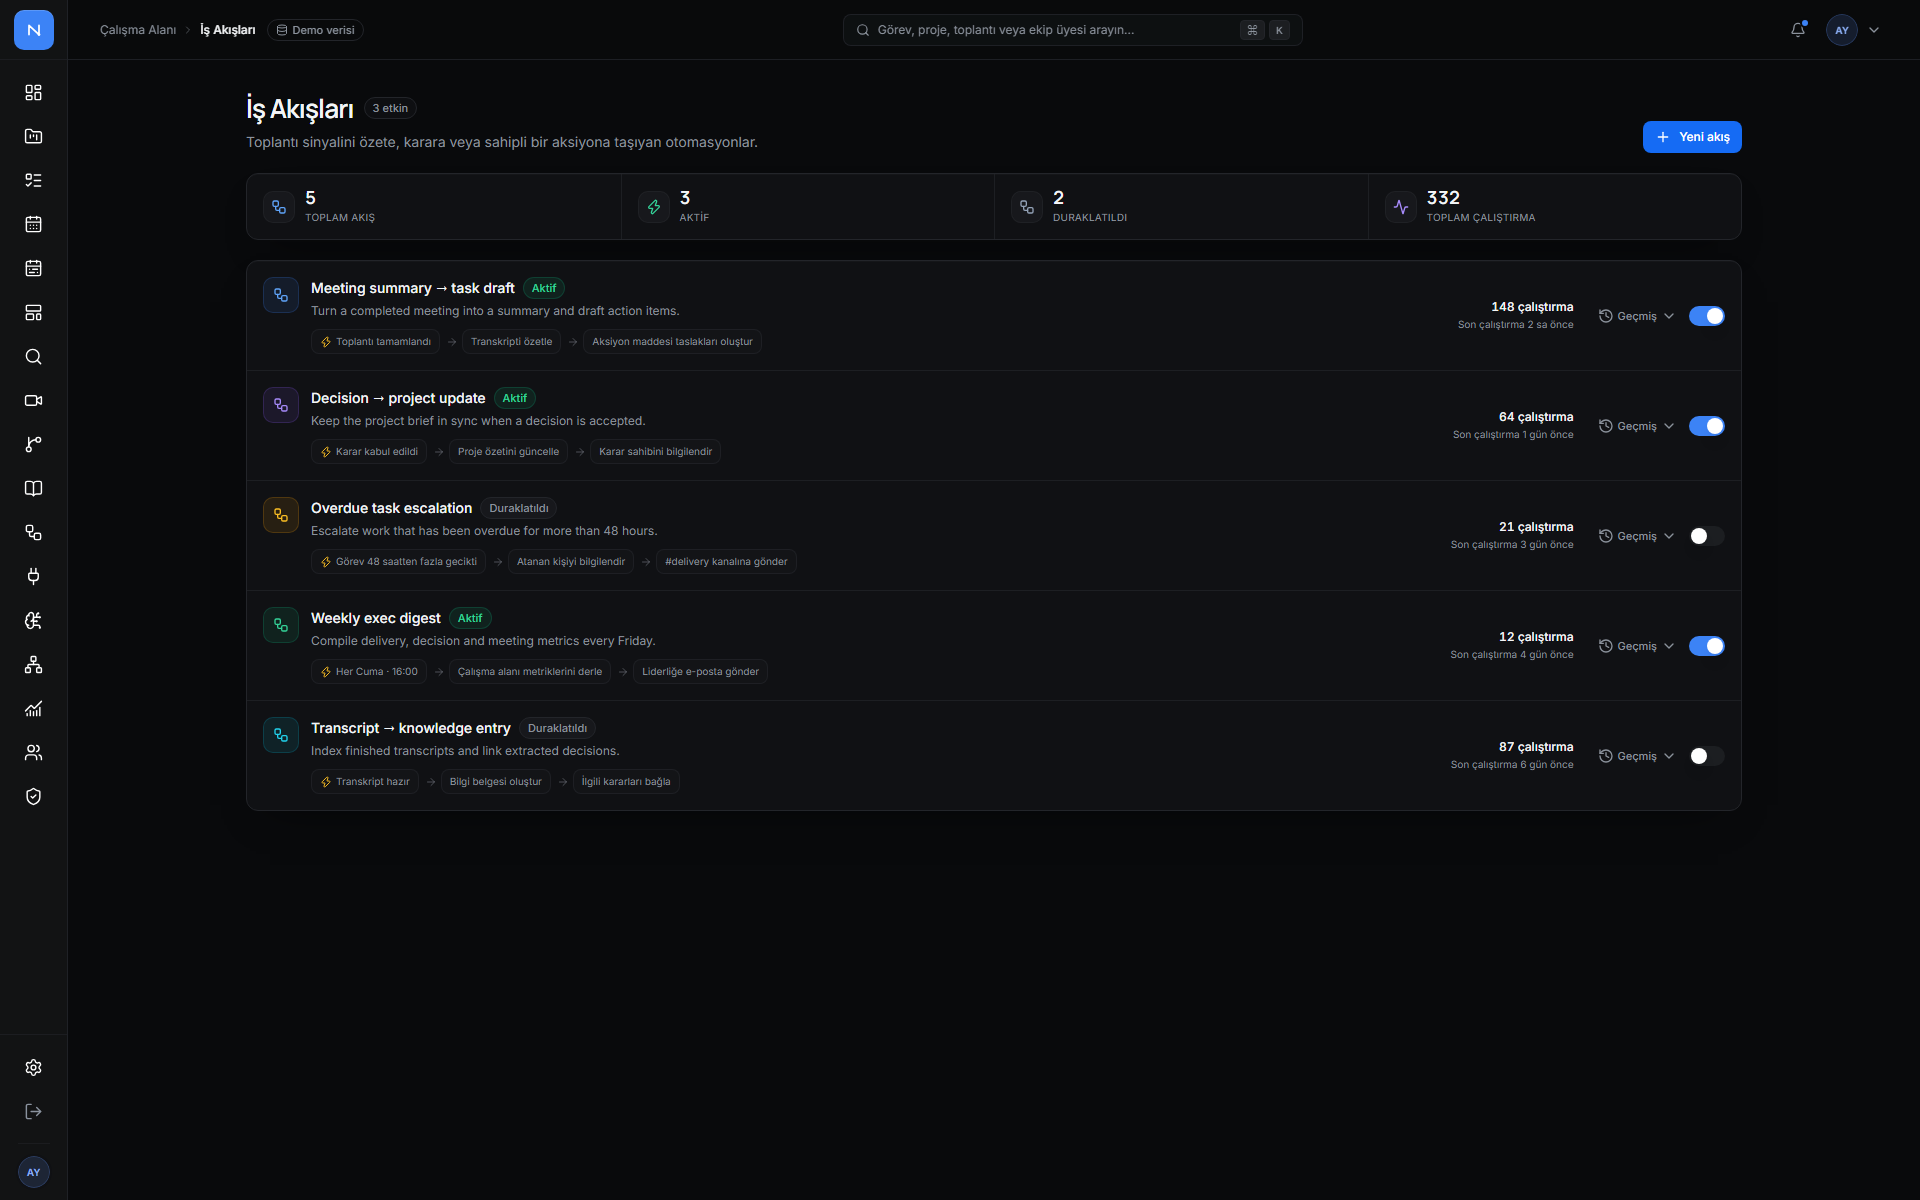 N
Çalışma Alanı > İş Akışları
Demo verisi
Görev, proje, toplantı veya ekip üyesi arayın...
⌘ K
AY
İş Akışları
3 etkin
Toplantı sinyalini özete, karara veya sahipli bir aksiyona taşıyan otomasyonlar.
+ Yeni akış
5
TOPLAM AKIŞ
3
AKTİF
2
DURAKLATILDI
332
TOPLAM ÇALIŞTIRMA
Meeting summary → task draft
Aktif
Turn a completed meeting into a summary and draft action items.
Toplantı tamamlandı → Transkripti özetle → Aksiyon maddesi taslakları oluştur
148 çalıştırma
Son çalıştırma 2 sa önce
Geçmiş
Decision → project update
Aktif
Keep the project brief in sync when a decision is accepted.
Karar kabul edildi → Proje özetini güncelle → Karar sahibini bilgilendir
64 çalıştırma
Son çalıştırma 1 gün önce
Geçmiş
Overdue task escalation
Duraklatıldı
Escalate work that has been overdue for more than 48 hours.
Görev 48 saatten fazla gecikti → Atanan kişiyi bilgilendir → #delivery kanalına gönder
21 çalıştırma
Son çalıştırma 3 gün önce
Geçmiş
Weekly exec digest
Aktif
Compile delivery, decision and meeting metrics every Friday.
Her Cuma · 16:00 → Çalışma alanı metriklerini derle → Liderliğe e-posta gönder
12 çalıştırma
Son çalıştırma 4 gün önce
Geçmiş
Transcript → knowledge entry
Duraklatıldı
Index finished transcripts and link extracted decisions.
Transkript hazır → Bilgi belgesi oluştur → İlgili kararları bağla
87 çalıştırma
Son çalıştırma 6 gün önce
Geçmiş
AY